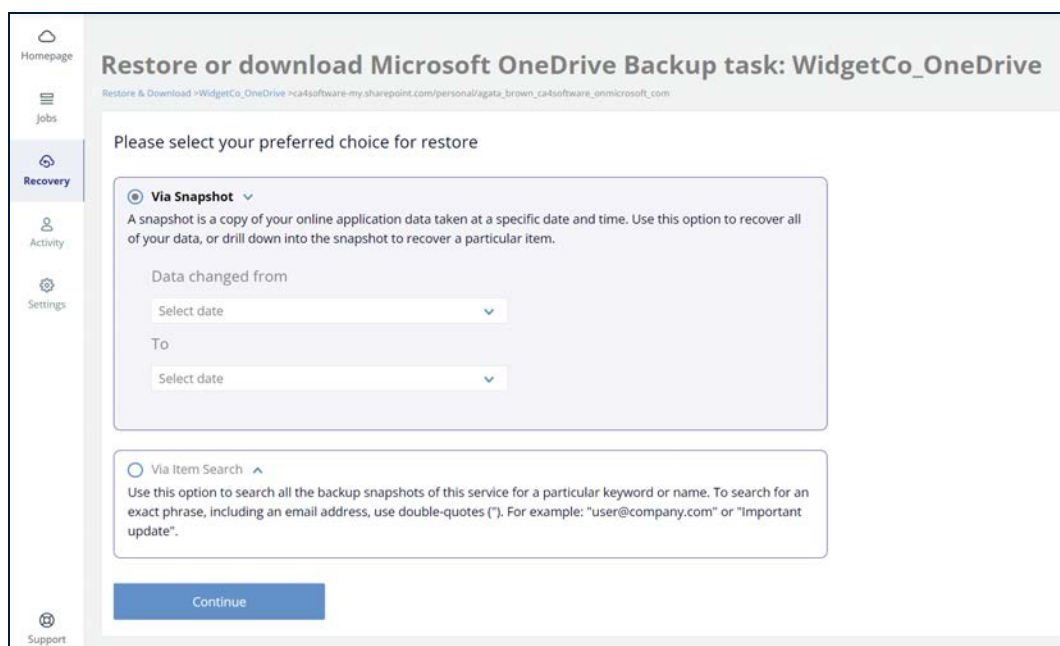 Homepage
Jobs
Recovery
Activity
Settings
Support
Restore or download Microsoft OneDrive Backup task: WidgetCo_OneDrive
Restore & Download >WidgetCo_OneDrive >ca4software-my.sharepoint.com/personal/agata_brown_ca4software_onmicrosoft_com
Please select your preferred choice for restore
Via Snapshot
A snapshot is a copy of your online application data taken at a specific date and time. Use this option to recover all
of your data, or drill down into the snapshot to recover a particular item.
Data changed from
Select date
To
Select date
Via Item Search
Use this option to search all the backup snapshots of this service for a particular keyword or name. To search for an
exact phrase, including an email address, use double-quotes ("). For example: "user@company.com" or "Important
update".
Continue